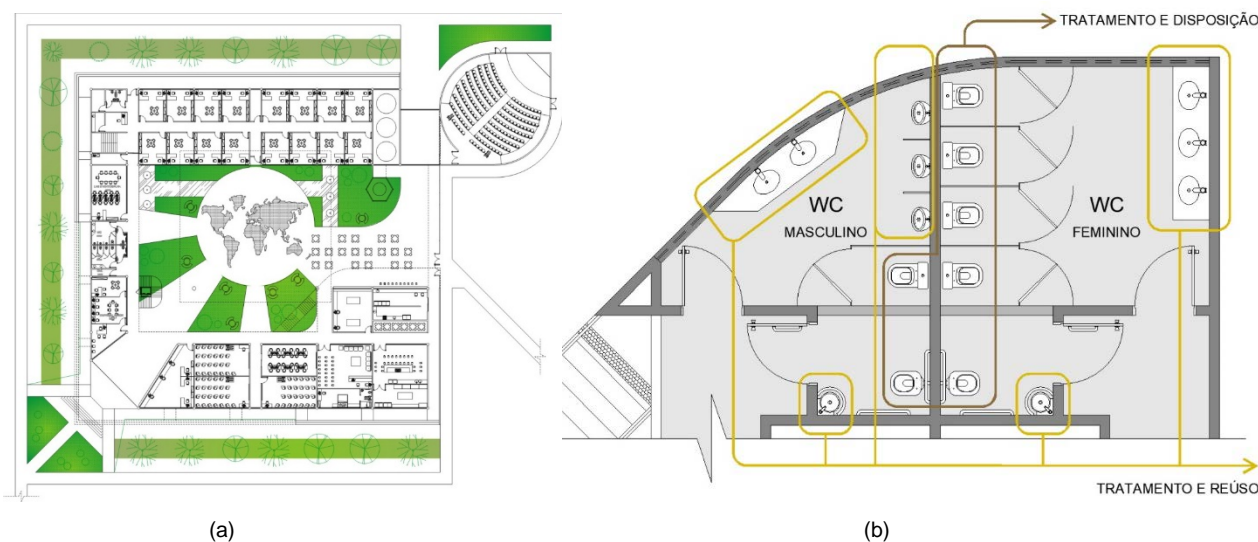 TRATAMENTO E DISPOSIÇÃO
WC
MASCULINO
WC
FEMININO
TRATAMENTO E REÚSO
(a)
(b)